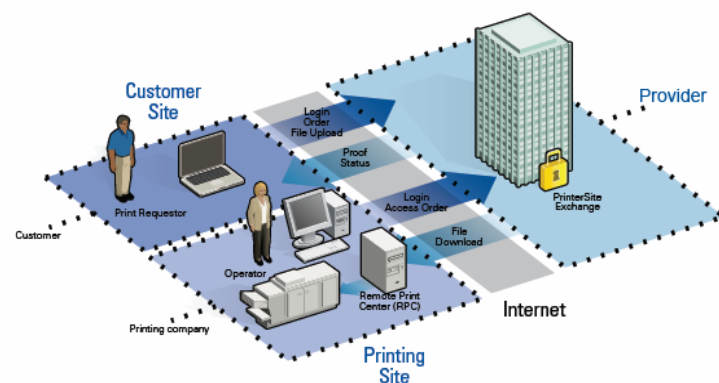 Customer
Site
Provider
Login
Order
File Upload
Proof
Status
Login
Access Order
File
Download
PrinterSite
Exchange
Print Requestor
Customer
Operator
Remote Print
Center (RPC)
Internet
Printing company
Printing
Site